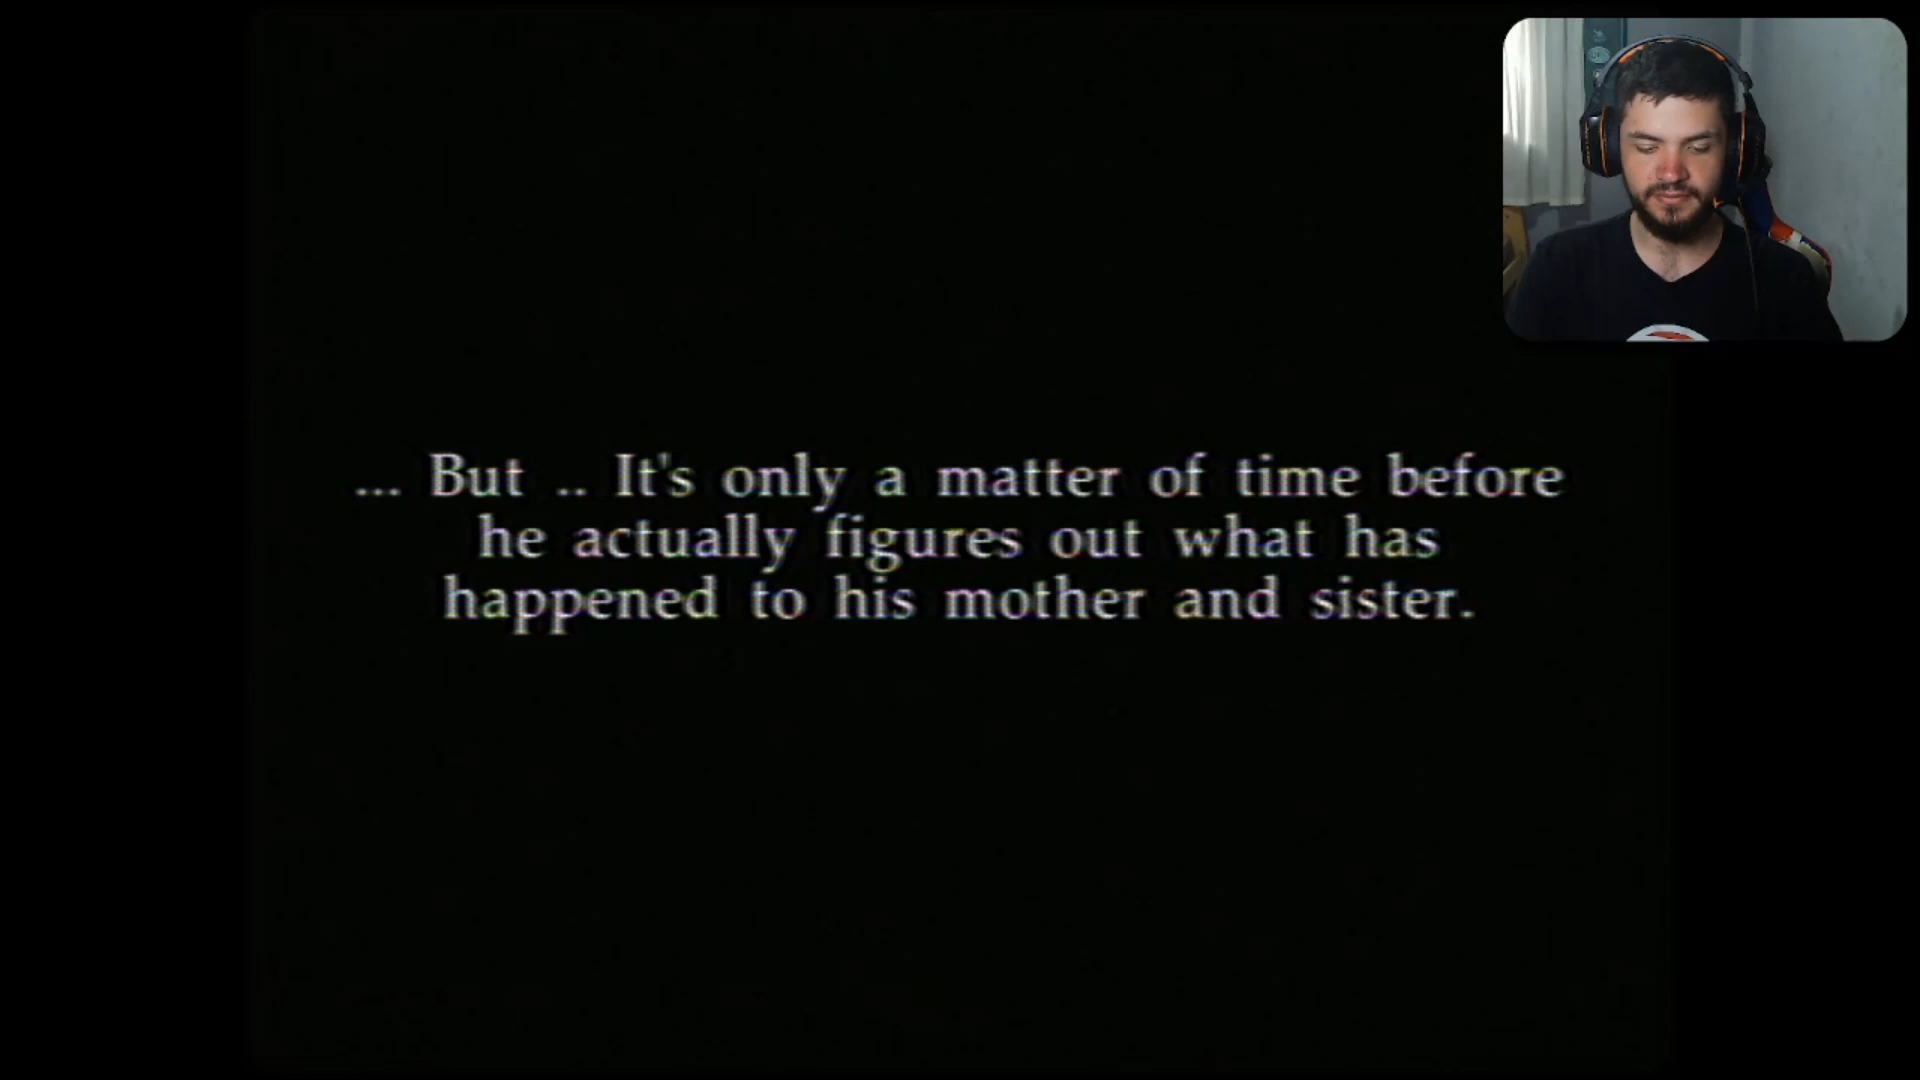 ... But .. It's only a matter of time before
he actually figures out what has
happened to his mother and sister.